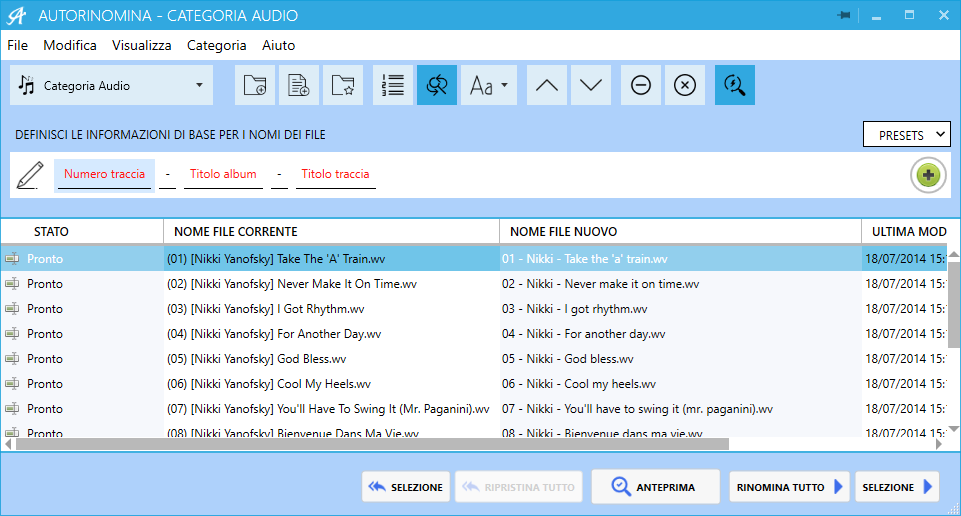 AUTORINOMINA - CATEGORIA AUDIO
File Modifica Visualizza Categoria Aiuto
Categoria Audio Aa
DEFINISCI LE INFORMAZIONI DI BASE PER I NOMI DEI FILE PRESETS
Numero traccia - Titolo album - Titolo traccia
STATO NOME FILE CORRENTE NOME FILE NUOVO ULTIMA MOD
Pronto (01) [Nikki Yanofsky] Take The 'A' Train.wv 01 - Nikki - Take the 'a' train.wv 18/07/2014 15:
Pronto (02) [Nikki Yanofsky] Never Make It On Time.wv 02 - Nikki - Never make it on time.wv 18/07/2014 15:
Pronto (03) [Nikki Yanofsky] I Got Rhythm.wv 03 - Nikki - I got rhythm.wv 18/07/2014 15:
Pronto (04) [Nikki Yanofsky] For Another Day.wv 04 - Nikki - For another day.wv 18/07/2014 15:
Pronto (05) [Nikki Yanofsky] God Bless.wv 05 - Nikki - God bless.wv 18/07/2014 15:
Pronto (06) [Nikki Yanofsky] Cool My Heels.wv 06 - Nikki - Cool my heels.wv 18/07/2014 15:
Pronto (07) [Nikki Yanofsky] You'll Have To Swing It (Mr. Paganini).wv 07 - Nikki - You'll have to swing it (mr. paganini).wv 18/07/2014 15:
Pronto (08) [Nikki Yanofsky] Bienvenue Dans Ma Vie.wv 08 - Nikki - Bienvenue dans ma vie.wv 18/07/2014 15:
SELEZIONE RIPRISTINA TUTTO ANTEPRIMA RINOMINA TUTTO SELEZIONE